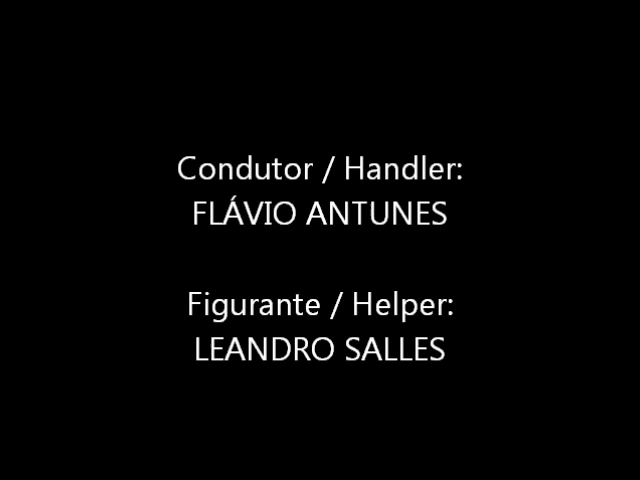 Condutor / Handler:
FLÁVIO ANTUNES
Figurante / Helper:
LEANDRO SALLES